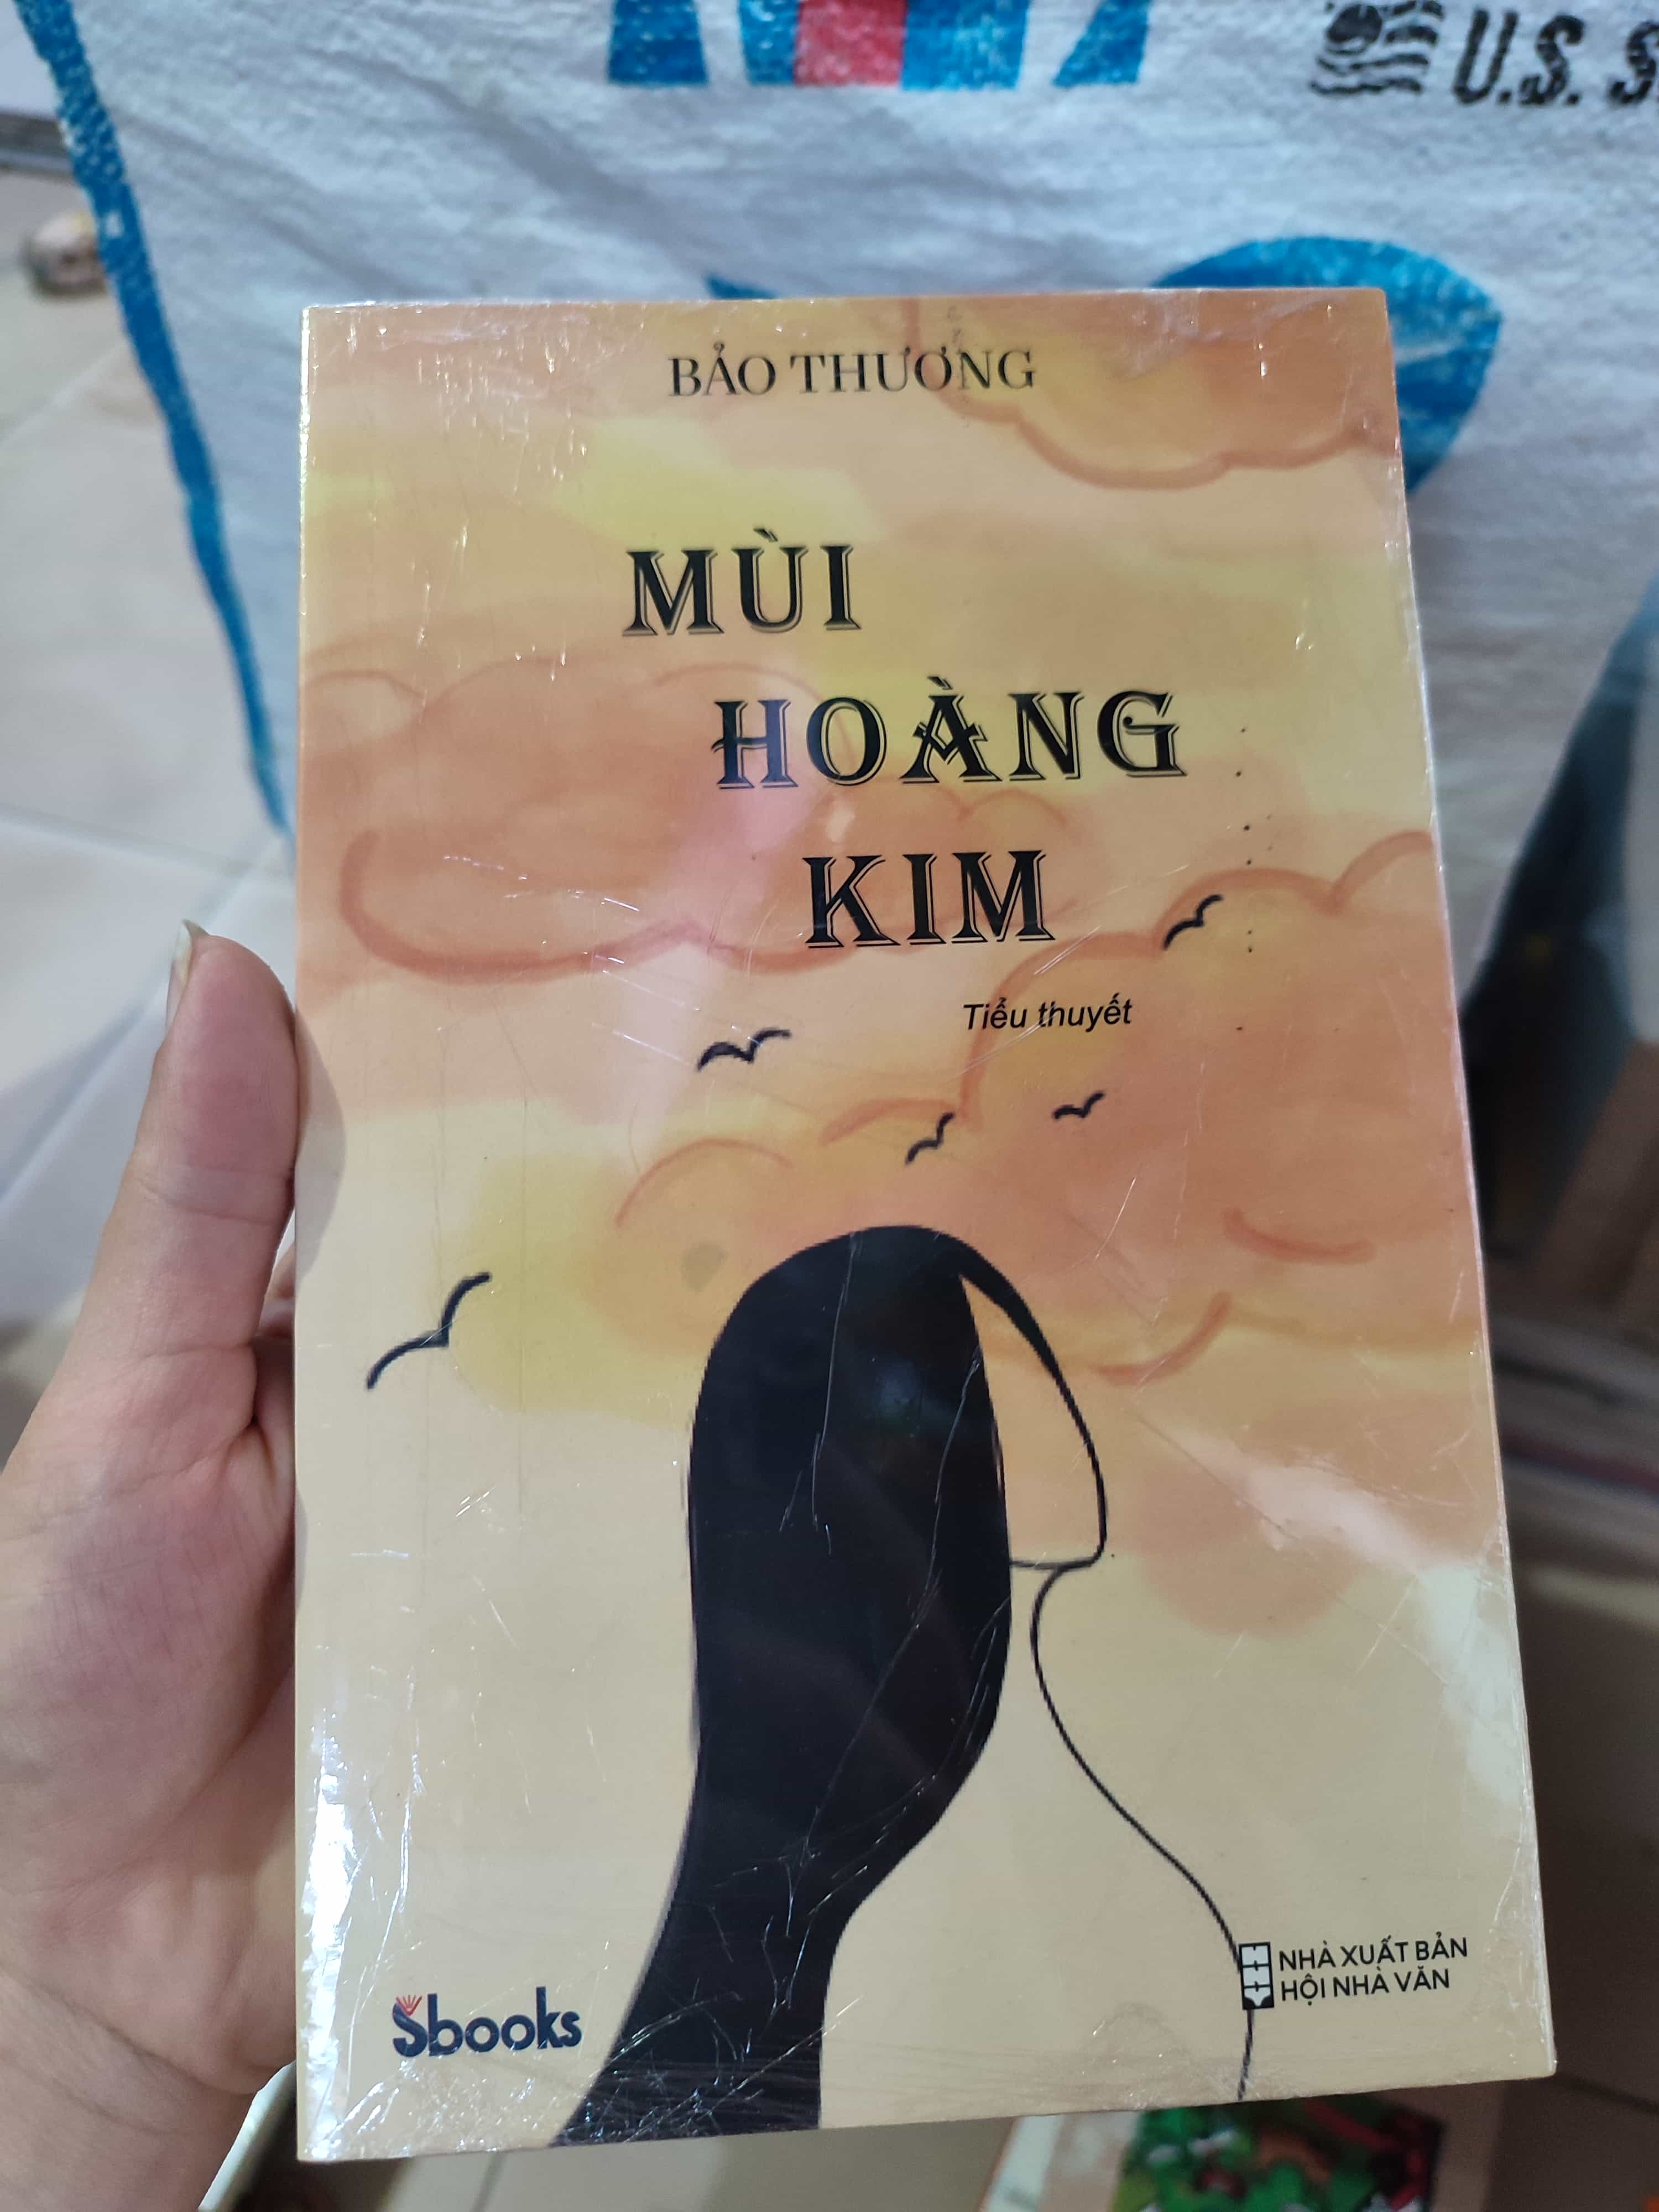 U.S.
BẢO THƯƠNG
MÙI
HOÀNG
KIM
Tiểu thuyết
Sbooks
NHÀ XUẤT BẢN
HỘI NHÀ VĂN